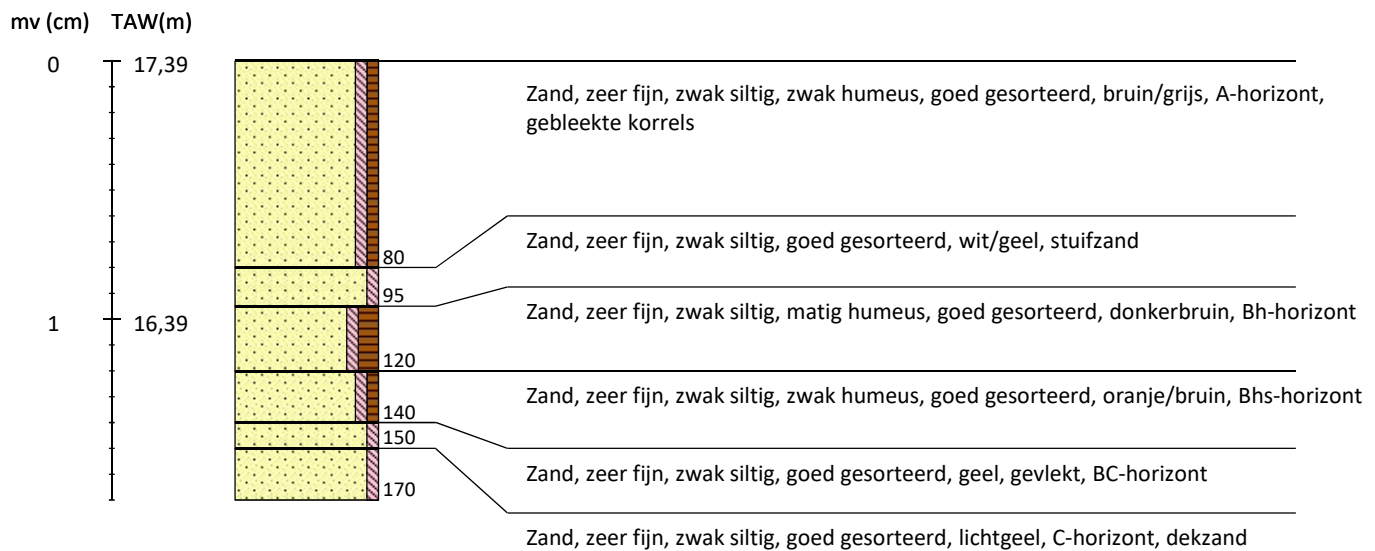 mv (cm) TAW(m)
0 17,39
Zand, zeer fijn, zwak siltig, zwak humeus, goed gesorteerd, bruin/grijs, A-horizont,
gebleekte korrels
Zand, zeer fijn, zwak siltig, goed gesorteerd, wit/geel, stuifzand
80
95
Zand, zeer fijn, zwak siltig, matig humeus, goed gesorteerd, donkerbruin, Bh-horizont
1 16,39
120
Zand, zeer fijn, zwak siltig, zwak humeus, goed gesorteerd, oranje/bruin, Bhs-horizont
140
150
Zand, zeer fijn, zwak siltig, goed gesorteerd, geel, gevlekt, BC-horizont
170
Zand, zeer fijn, zwak siltig, goed gesorteerd, lichtgeel, C-horizont, dekzand